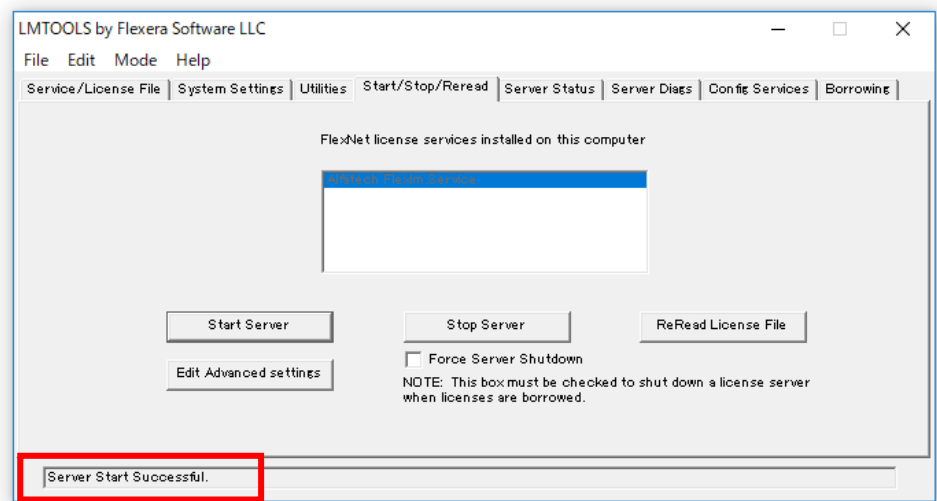 LMTOOLS by Flexera Software LLC
File Edit Mode Help
Service/License File System Settings Utilities Start/Stop/Reread Server Status Server Diags Config Services Borrowing
FlexNet license services installed on this computer
Alfatech Flexlm Service
Start Server Stop Server ReRead License File
Force Server Shutdown
Edit Advanced settings
NOTE: This box must be checked to shut down a license server
when licenses are borrowed.
Server Start Successful.